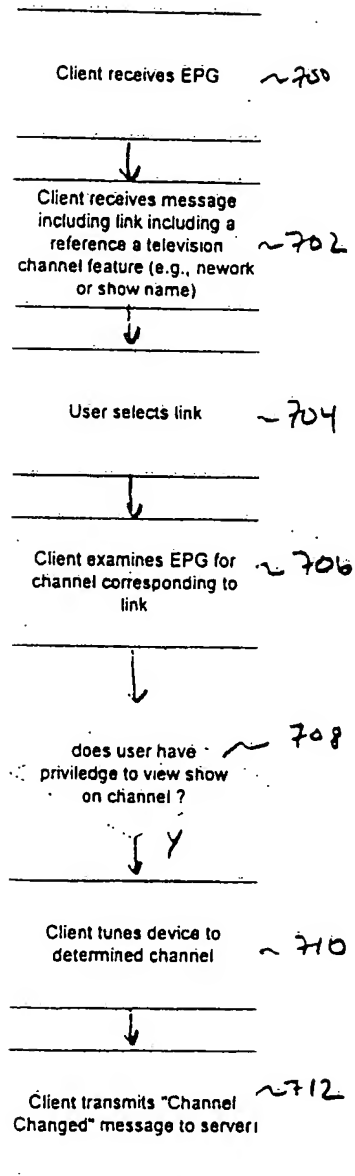 Client receives EPG ~700
Client receives message
including link including a
reference a television ~702
channel feature (e.g., nework
or show name)
User selects link ~704
Client examines EPG for ~706
channel corresponding to
link
does user have ~708
priviledge to view show
on channel ?
Y
Client tunes device to
determined channel ~710
Client transmits "Channel ~712
Changed" message to server